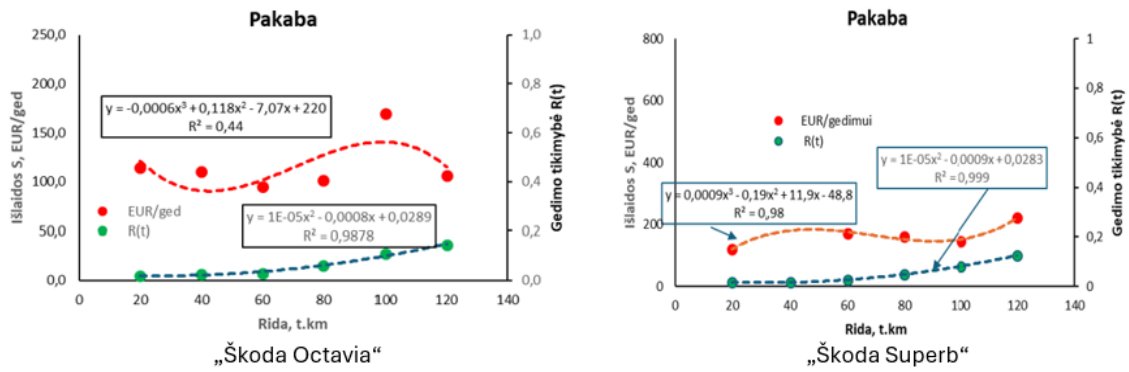 Pakaba
250,0
200,0
150,0
100,0
50,0
0,0
1,0
0,8
0,6
0,4
0,2
0,0
Išlaidos S, EUR/ged
Gedimo tikimybė R(t)
y = -0,0006x³ + 0,118x² - 7,07x + 220
R² = 0,44
EUR/ged
R(t)
y = 1E-05x² - 0,0008x + 0,0289
R² = 0,9878
0 20 40 60 80 100 120 140
Rida, t.km
„Škoda Octavia“
Pakaba
800
600
400
200
0
1
0,8
0,6
0,4
0,2
0
Išlaidos S, EUR/ged
Gedimo tikimybė R(t)
EUR/gedimui
R(t)
y = 1E-05x² - 0,0009x + 0,0283
R² = 0,999
y = 0,0009x³ - 0,19x² + 11,9x - 48,8
R² = 0,98
0 20 40 60 80 100 120 140
Rida, t.km
„Škoda Superb“